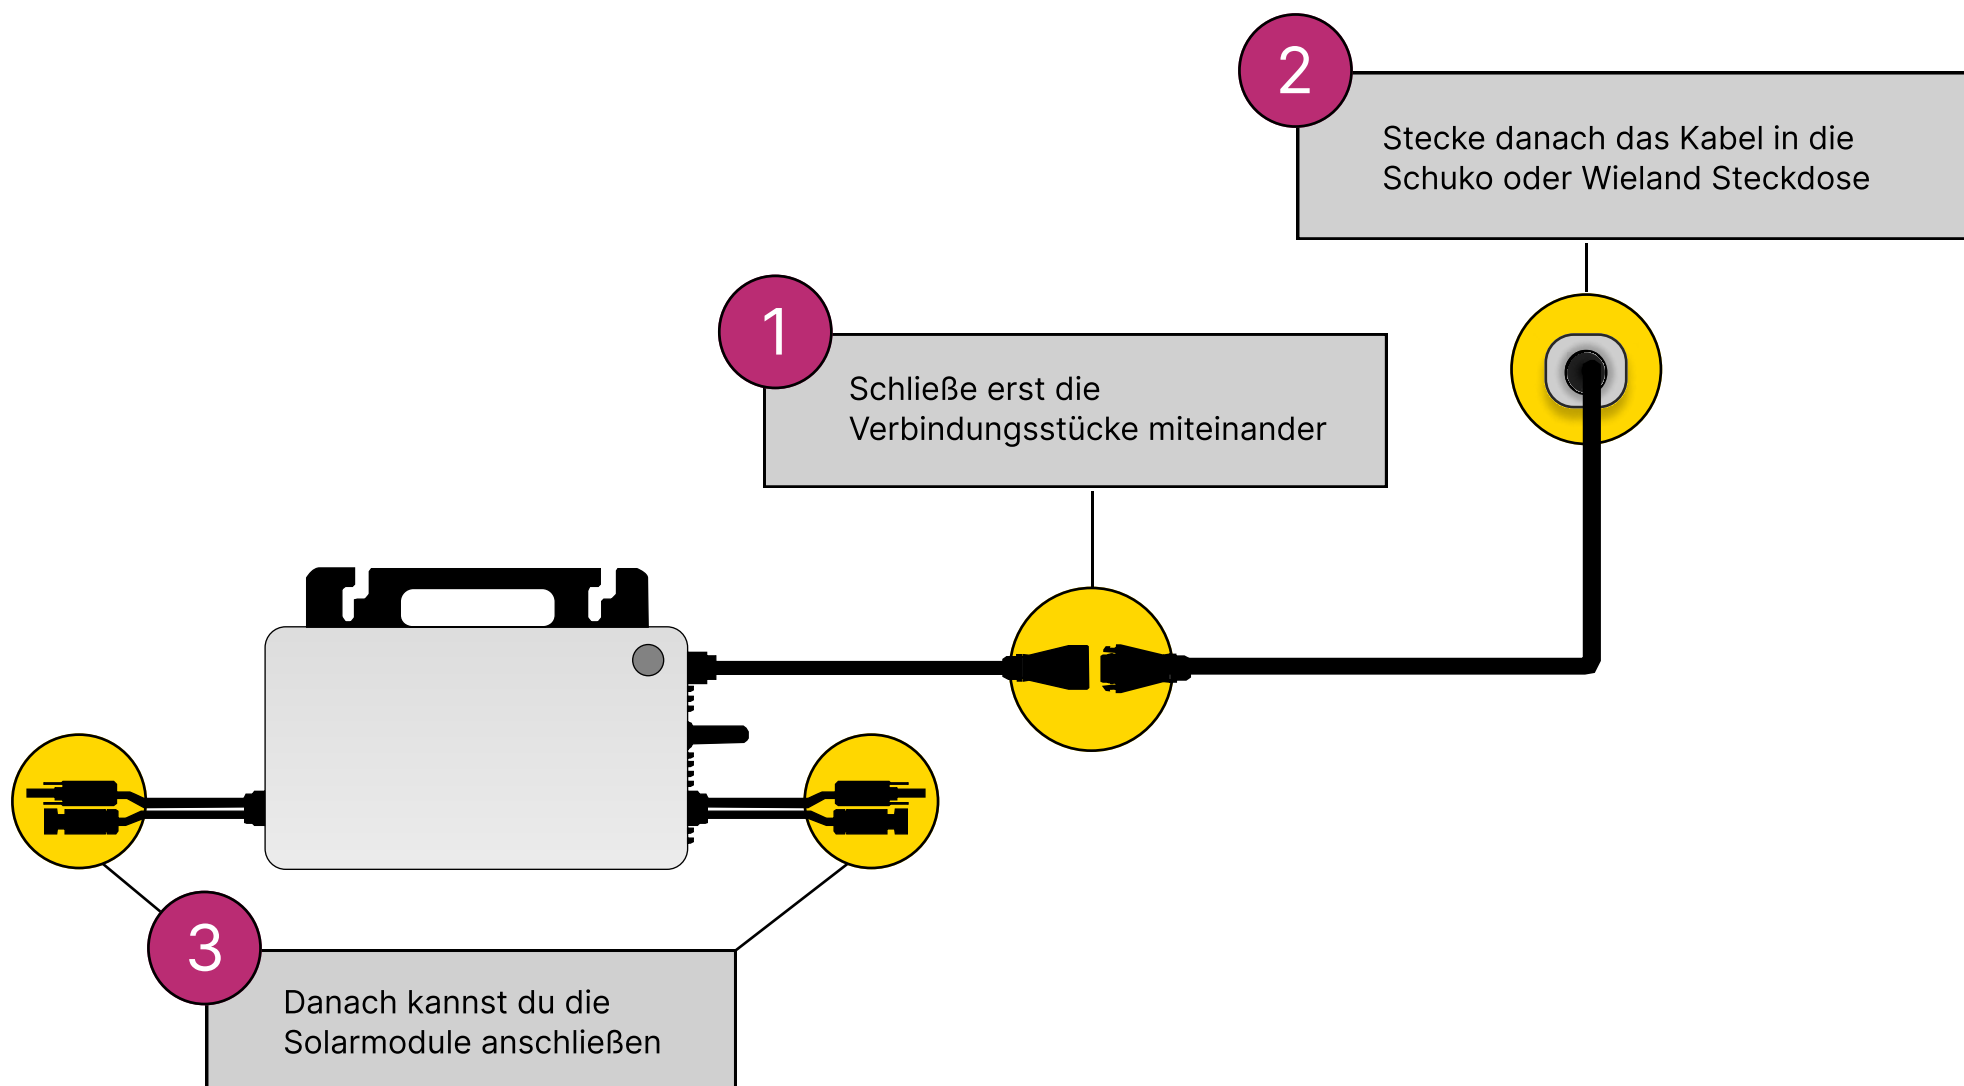 1
Schließe erst die
Verbindungsstücke miteinander
2
Stecke danach das Kabel in die
Schuko oder Wieland Steckdose
3
Danach kannst du die
Solarmodule anschließen